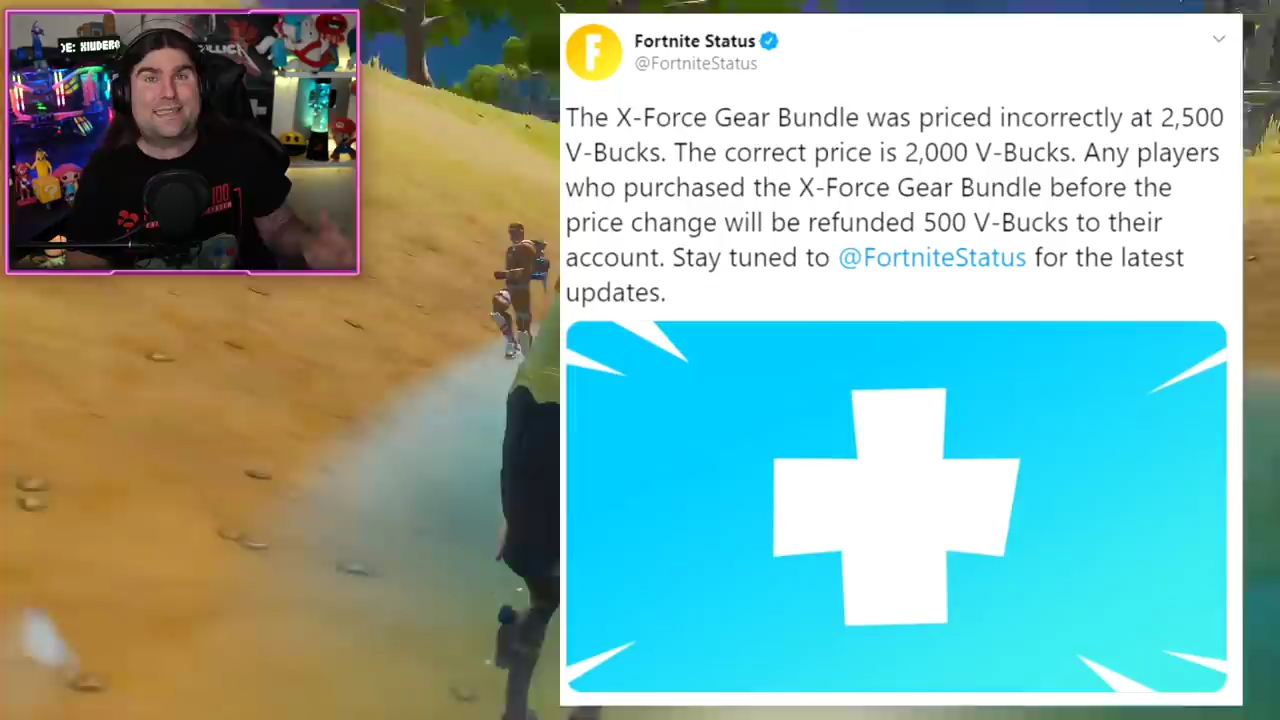 DE: XIUDERO
Fortnite Status
@FortniteStatus
The X-Force Gear Bundle was priced incorrectly at 2,500
V-Bucks. The correct price is 2,000 V-Bucks. Any players
who purchased the X-Force Gear Bundle before the
price change will be refunded 500 V-Bucks to their
account. Stay tuned to @FortniteStatus for the latest
updates.